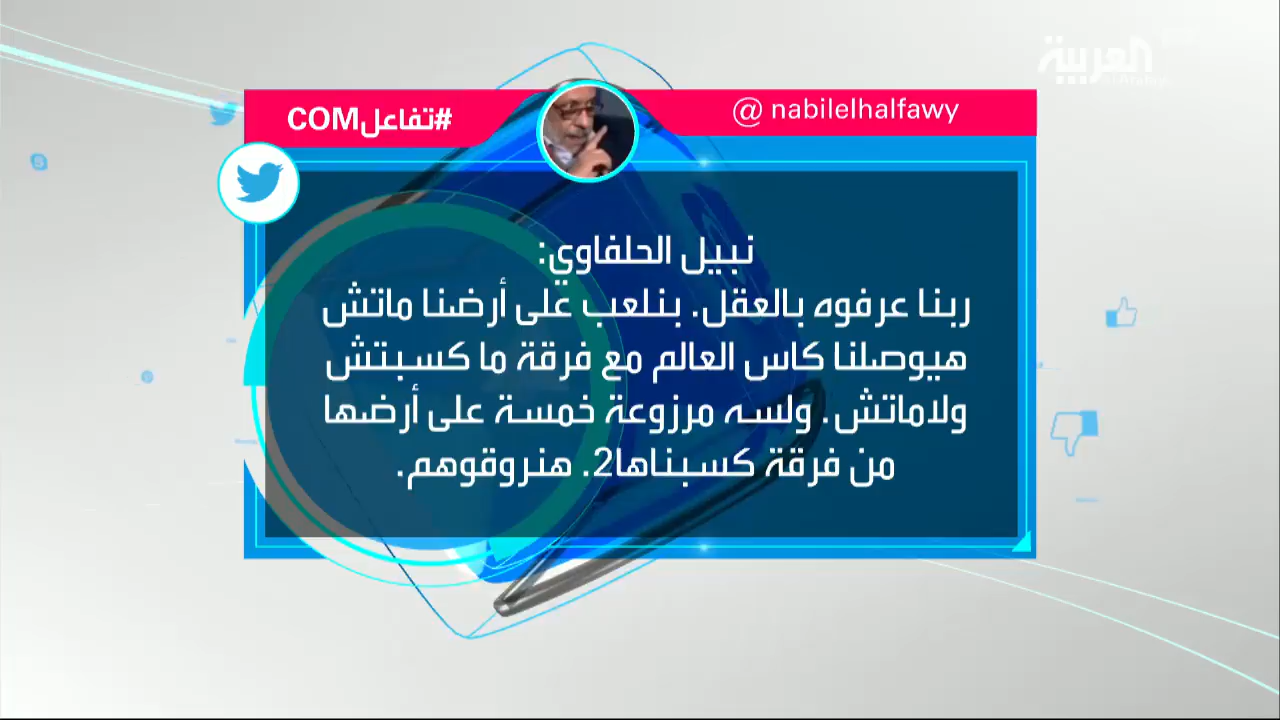 العربية
#تفاعلCOM
@ nabilelhalfawy
نبيل الحلفاوي:
ربنا عرفوه بالعقل. بنلعب على أرضنا ماتش
هيوصلنا كاس العالم مع فرقة ما كسبتش
ولاماتش. ولسه مرزوعة خمسة على أرضها
من فرقة كسبناها2. هنروقوهم.